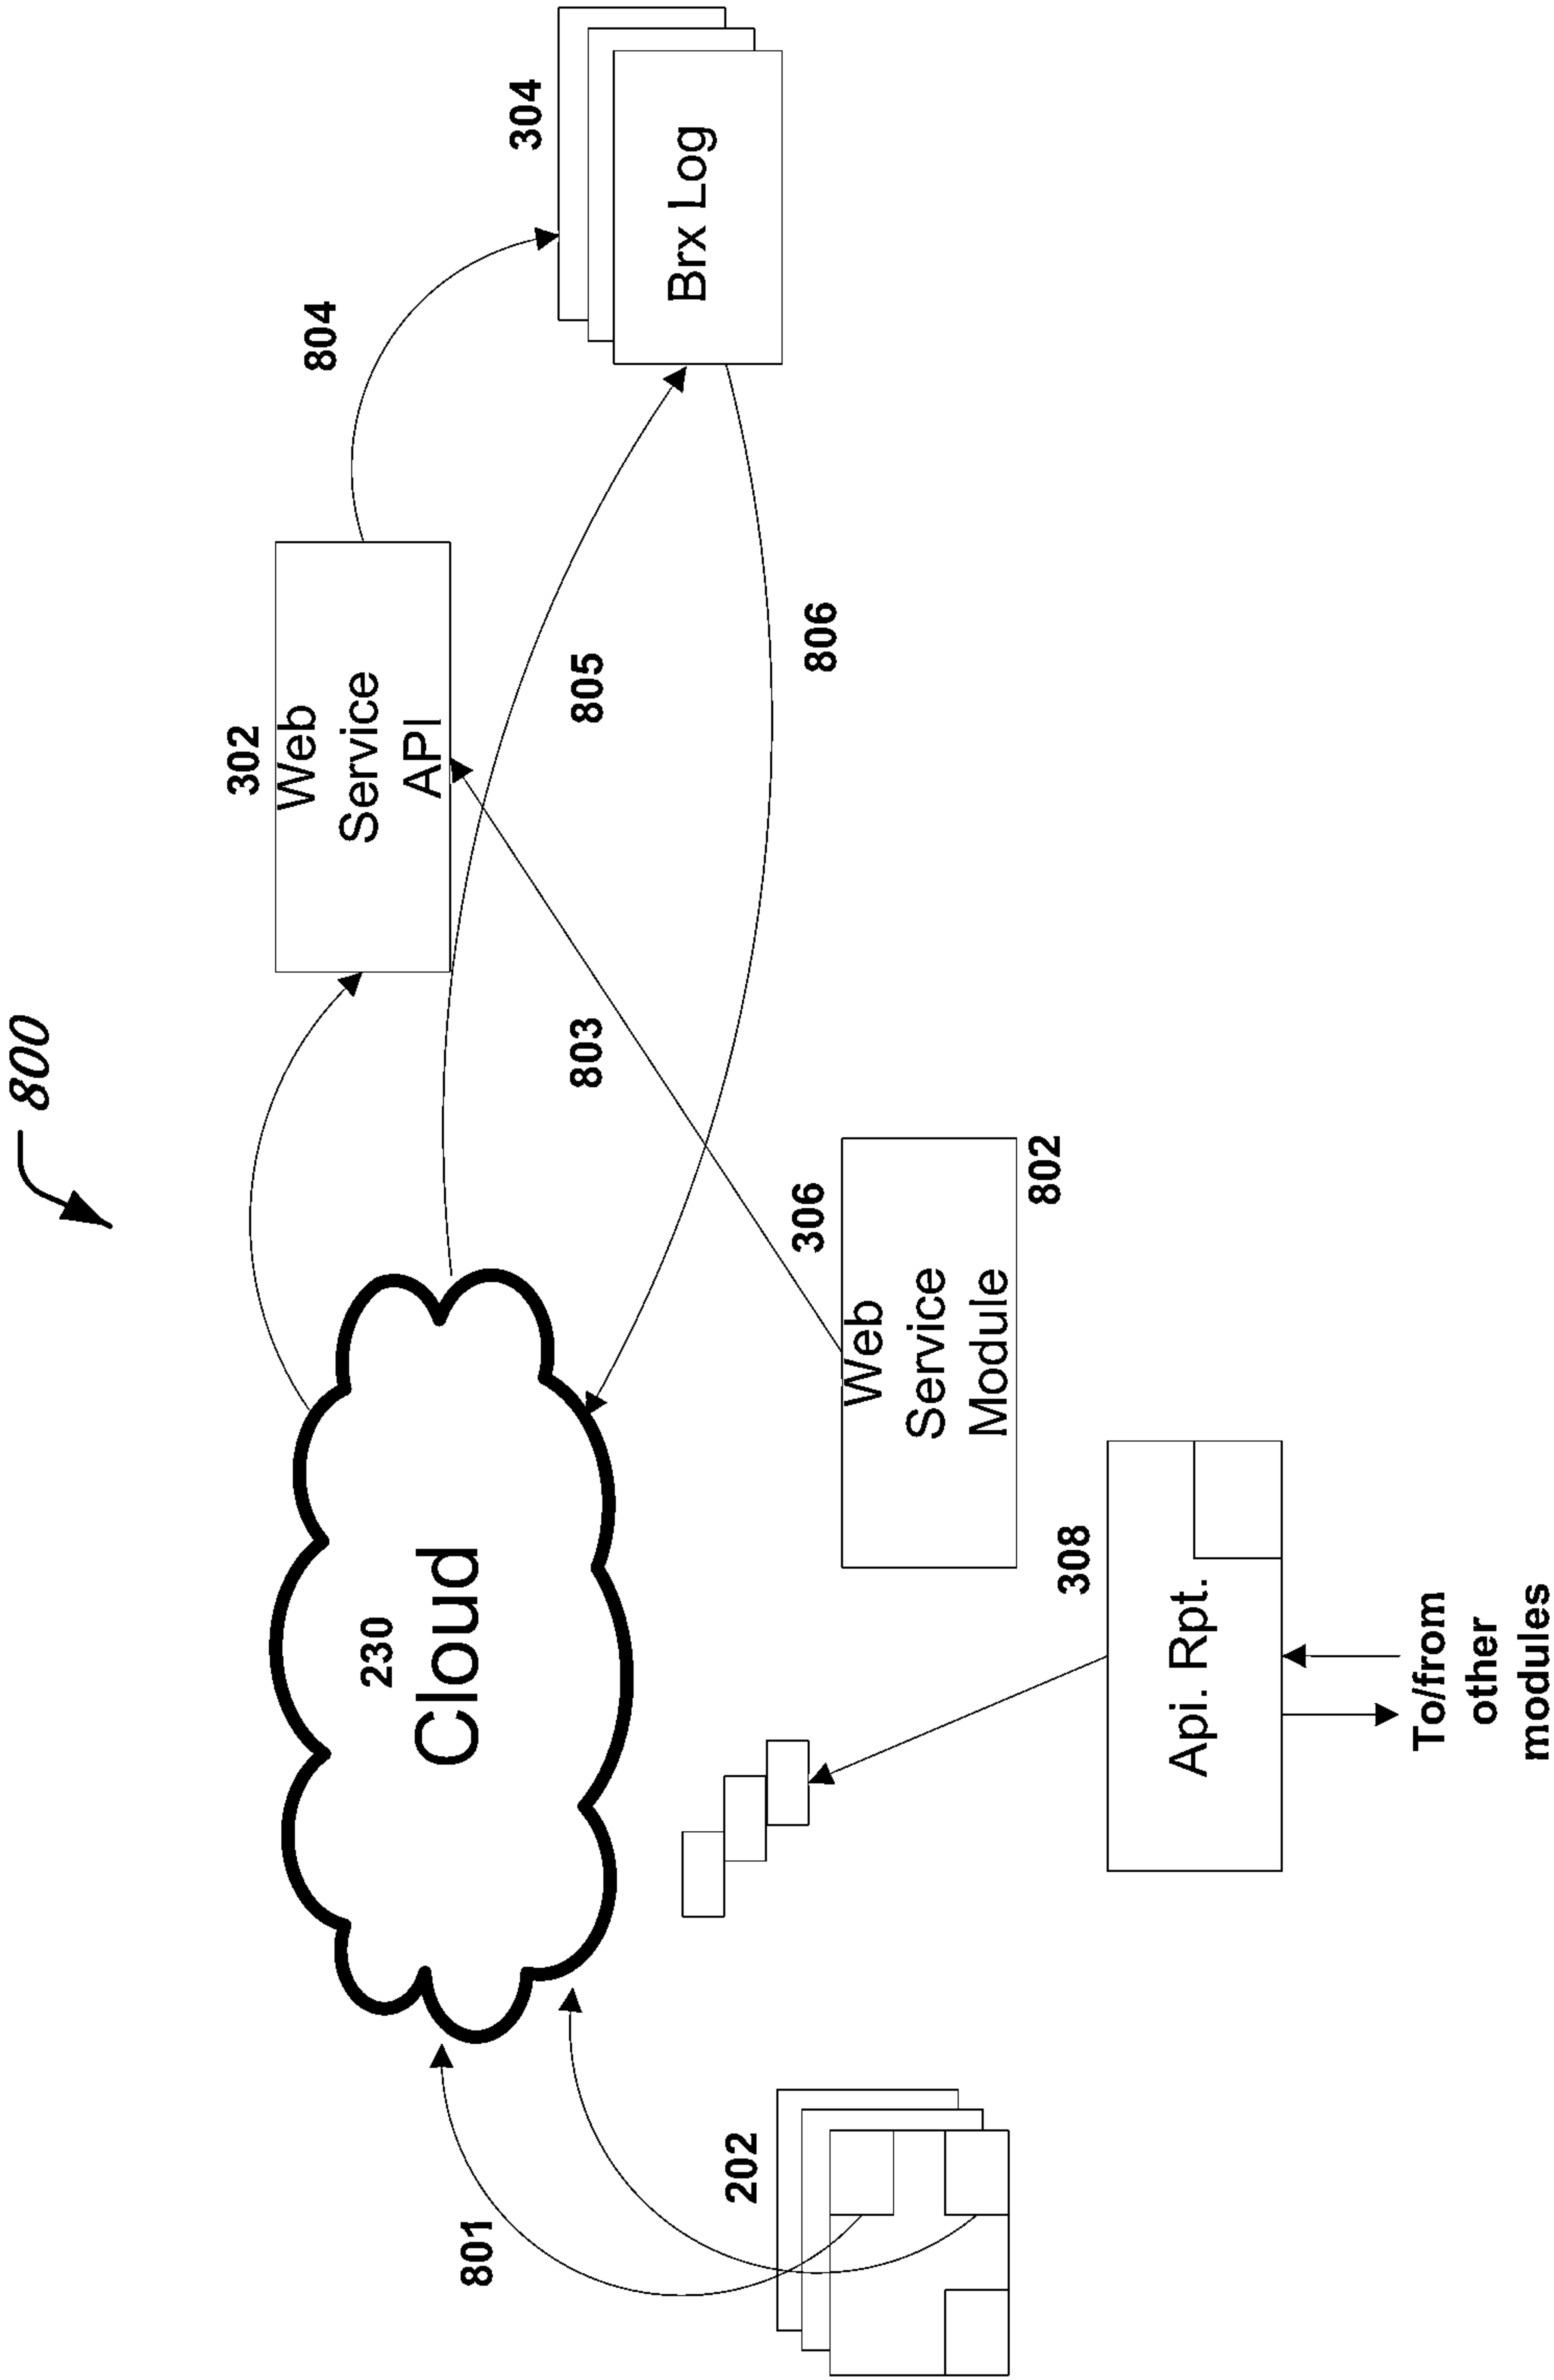 800
302
Web
Service
API
804
304
Brx Log
230
Cloud
805
803
806
801
202
306
Web
Service
Module
802
308
Api. Rpt.
To/from
other
modules